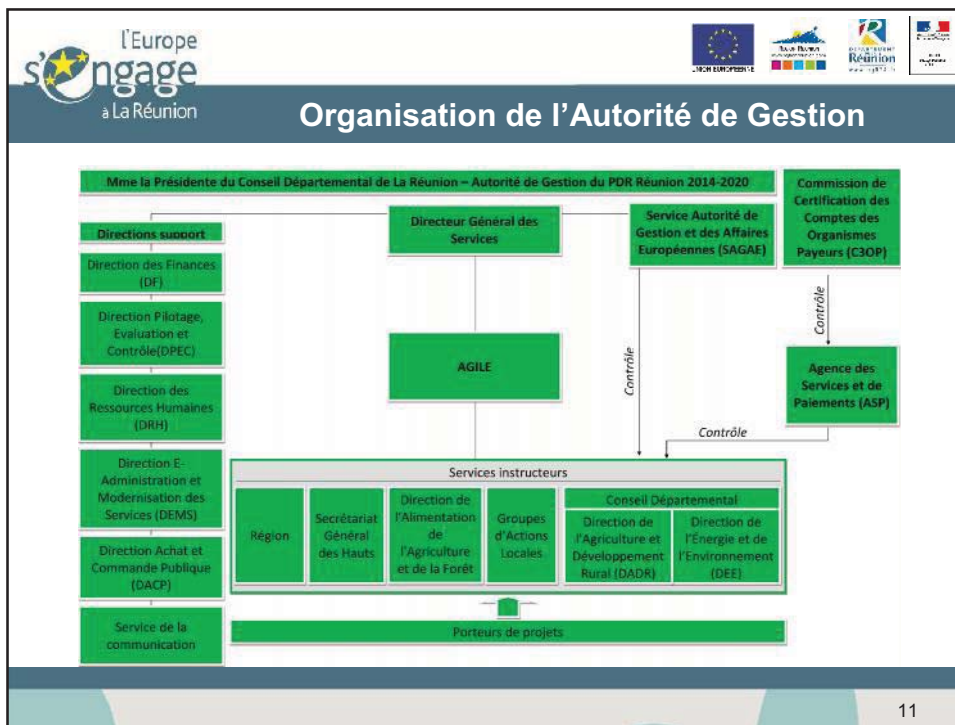 l'Europe
s'engage
à La Réunion
UNION EUROPÉENNE
REGION REUNION
DEPARTEMENT
Réunion
Organisation de l'Autorité de Gestion
Mme la Présidente du Conseil Départemental de La Réunion – Autorité de Gestion du PDR Réunion 2014-2020
Commission de
Certification des
Comptes des
Organismes
Payeurs (C3OP)
Directions support
Directeur Général des
Services
Service Autorité de
Gestion et des Affaires
Européennes (SAGAE)
Direction des Finances
(DF)
Direction Pilotage,
Evaluation et
Contrôle(DPEC)
Direction des
Ressources Humaines
(DRH)
Direction E-
Administration et
Modernisation des
Services (DEMS)
Direction Achat et
Commande Publique
(DACP)
Service de la
communication
AGILE
Contrôle
Contrôle
Agence des
Services et de
Paiements (ASP)
Contrôle
Services instructeurs
Région
Secrétariat
Général
des Hauts
Direction de
l'Alimentation
de
l'Agriculture
et de la Forêt
Groupes
d'Actions
Locales
Conseil Départemental
Direction de
l'Agriculture et
Développement
Rural (DADR)
Direction de
l'Énergie et de
l'Environnement
(DEE)
Porteurs de projets
11